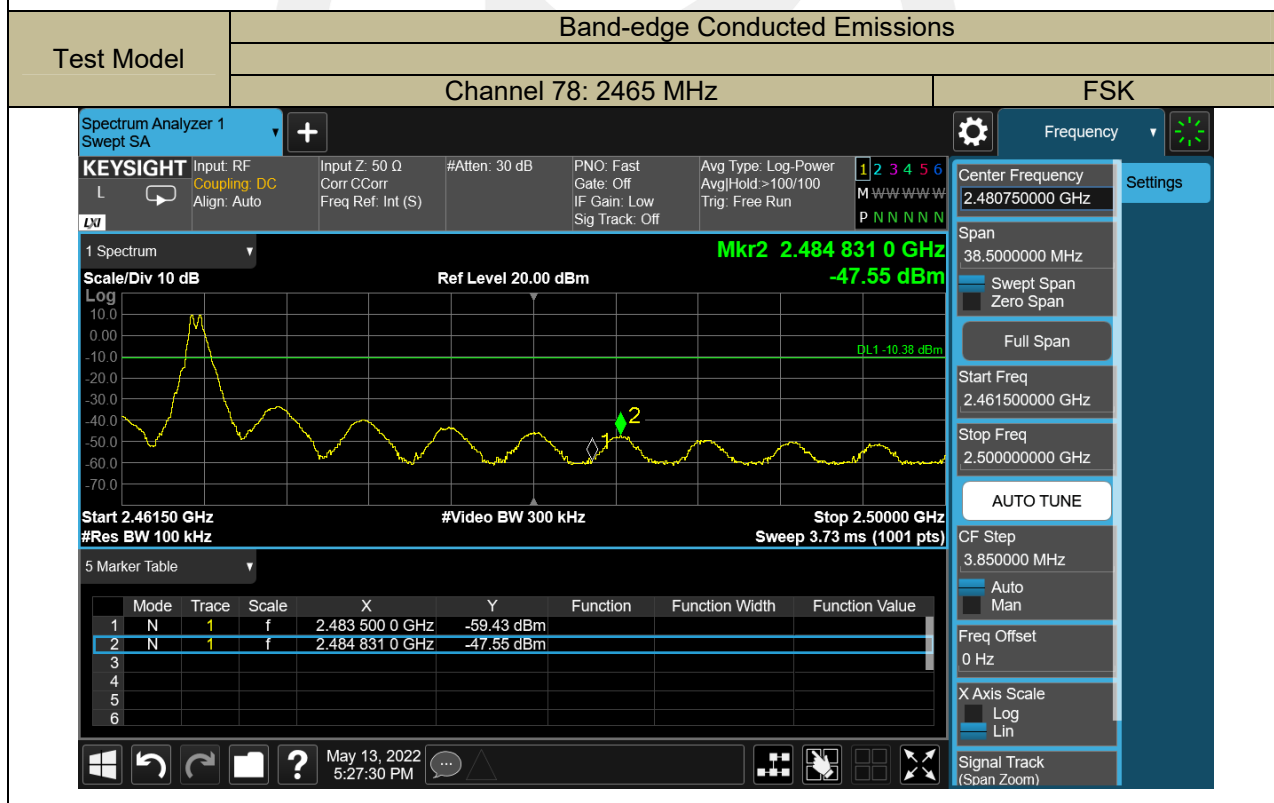 Band-edge Conducted Emissions
Test Model
Channel 78: 2465 MHz FSK
Spectrum Analyzer 1
Swept SA
Frequency
KEYSIGHT Input: RF Input Z: 50 Ω #Atten: 30 dB PNO: Fast Avg Type: Log-Power 1 2 3 4 5 6
L Coupling: DC Corr CCorr Gate: Off Avg|Hold:>100/100 M W W W W W
Align: Auto Freq Ref: Int (S) IF Gain: Low Trig: Free Run
LXI Sig Track: Off P N N N N N
1 Spectrum
Mkr2 2.484 831 0 GHz
Scale/Div 10 dB Ref Level 20.00 dBm -47.55 dBm
Log
10.0
0.00
-10.0
DL1 -10.38 dBm
-20.0
-30.0
-40.0
2
-50.0
1
-60.0
-70.0
Start 2.46150 GHz #Video BW 300 kHz Stop 2.50000 GHz
#Res BW 100 kHz Sweep 3.73 ms (1001 pts)
5 Marker Table
Mode Trace Scale X Y Function Function Width Function Value
1 N 1 f 2.483 500 0 GHz -59.43 dBm
2 N 1 f 2.484 831 0 GHz -47.55 dBm
3
4
5
6
May 13, 2022
5:27:30 PM
?
Center Frequency
2.480750000 GHz
Settings
Span
38.5000000 MHz
Swept Span
Zero Span
Full Span
Start Freq
2.461500000 GHz
Stop Freq
2.500000000 GHz
AUTO TUNE
CF Step
3.850000 MHz
Auto
Man
Freq Offset
0 Hz
X Axis Scale
Log
Lin
Signal Track
(Span Zoom)